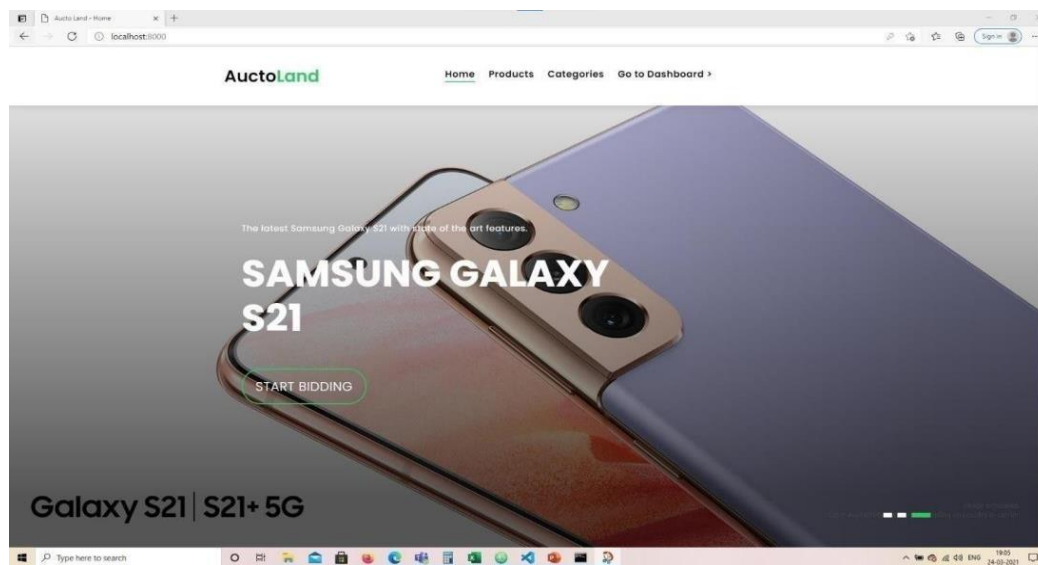 Aucto Land - Home
localhost:8000
Sign in
AuctoLand
Home Products Categories Go to Dashboard >
The latest Samsung Galaxy S21 with state of the art features.
SAMSUNG GALAXY
S21
START BIDDING
Galaxy S21 | S21+ 5G
Type here to search
ENG
19:05
24-03-2021